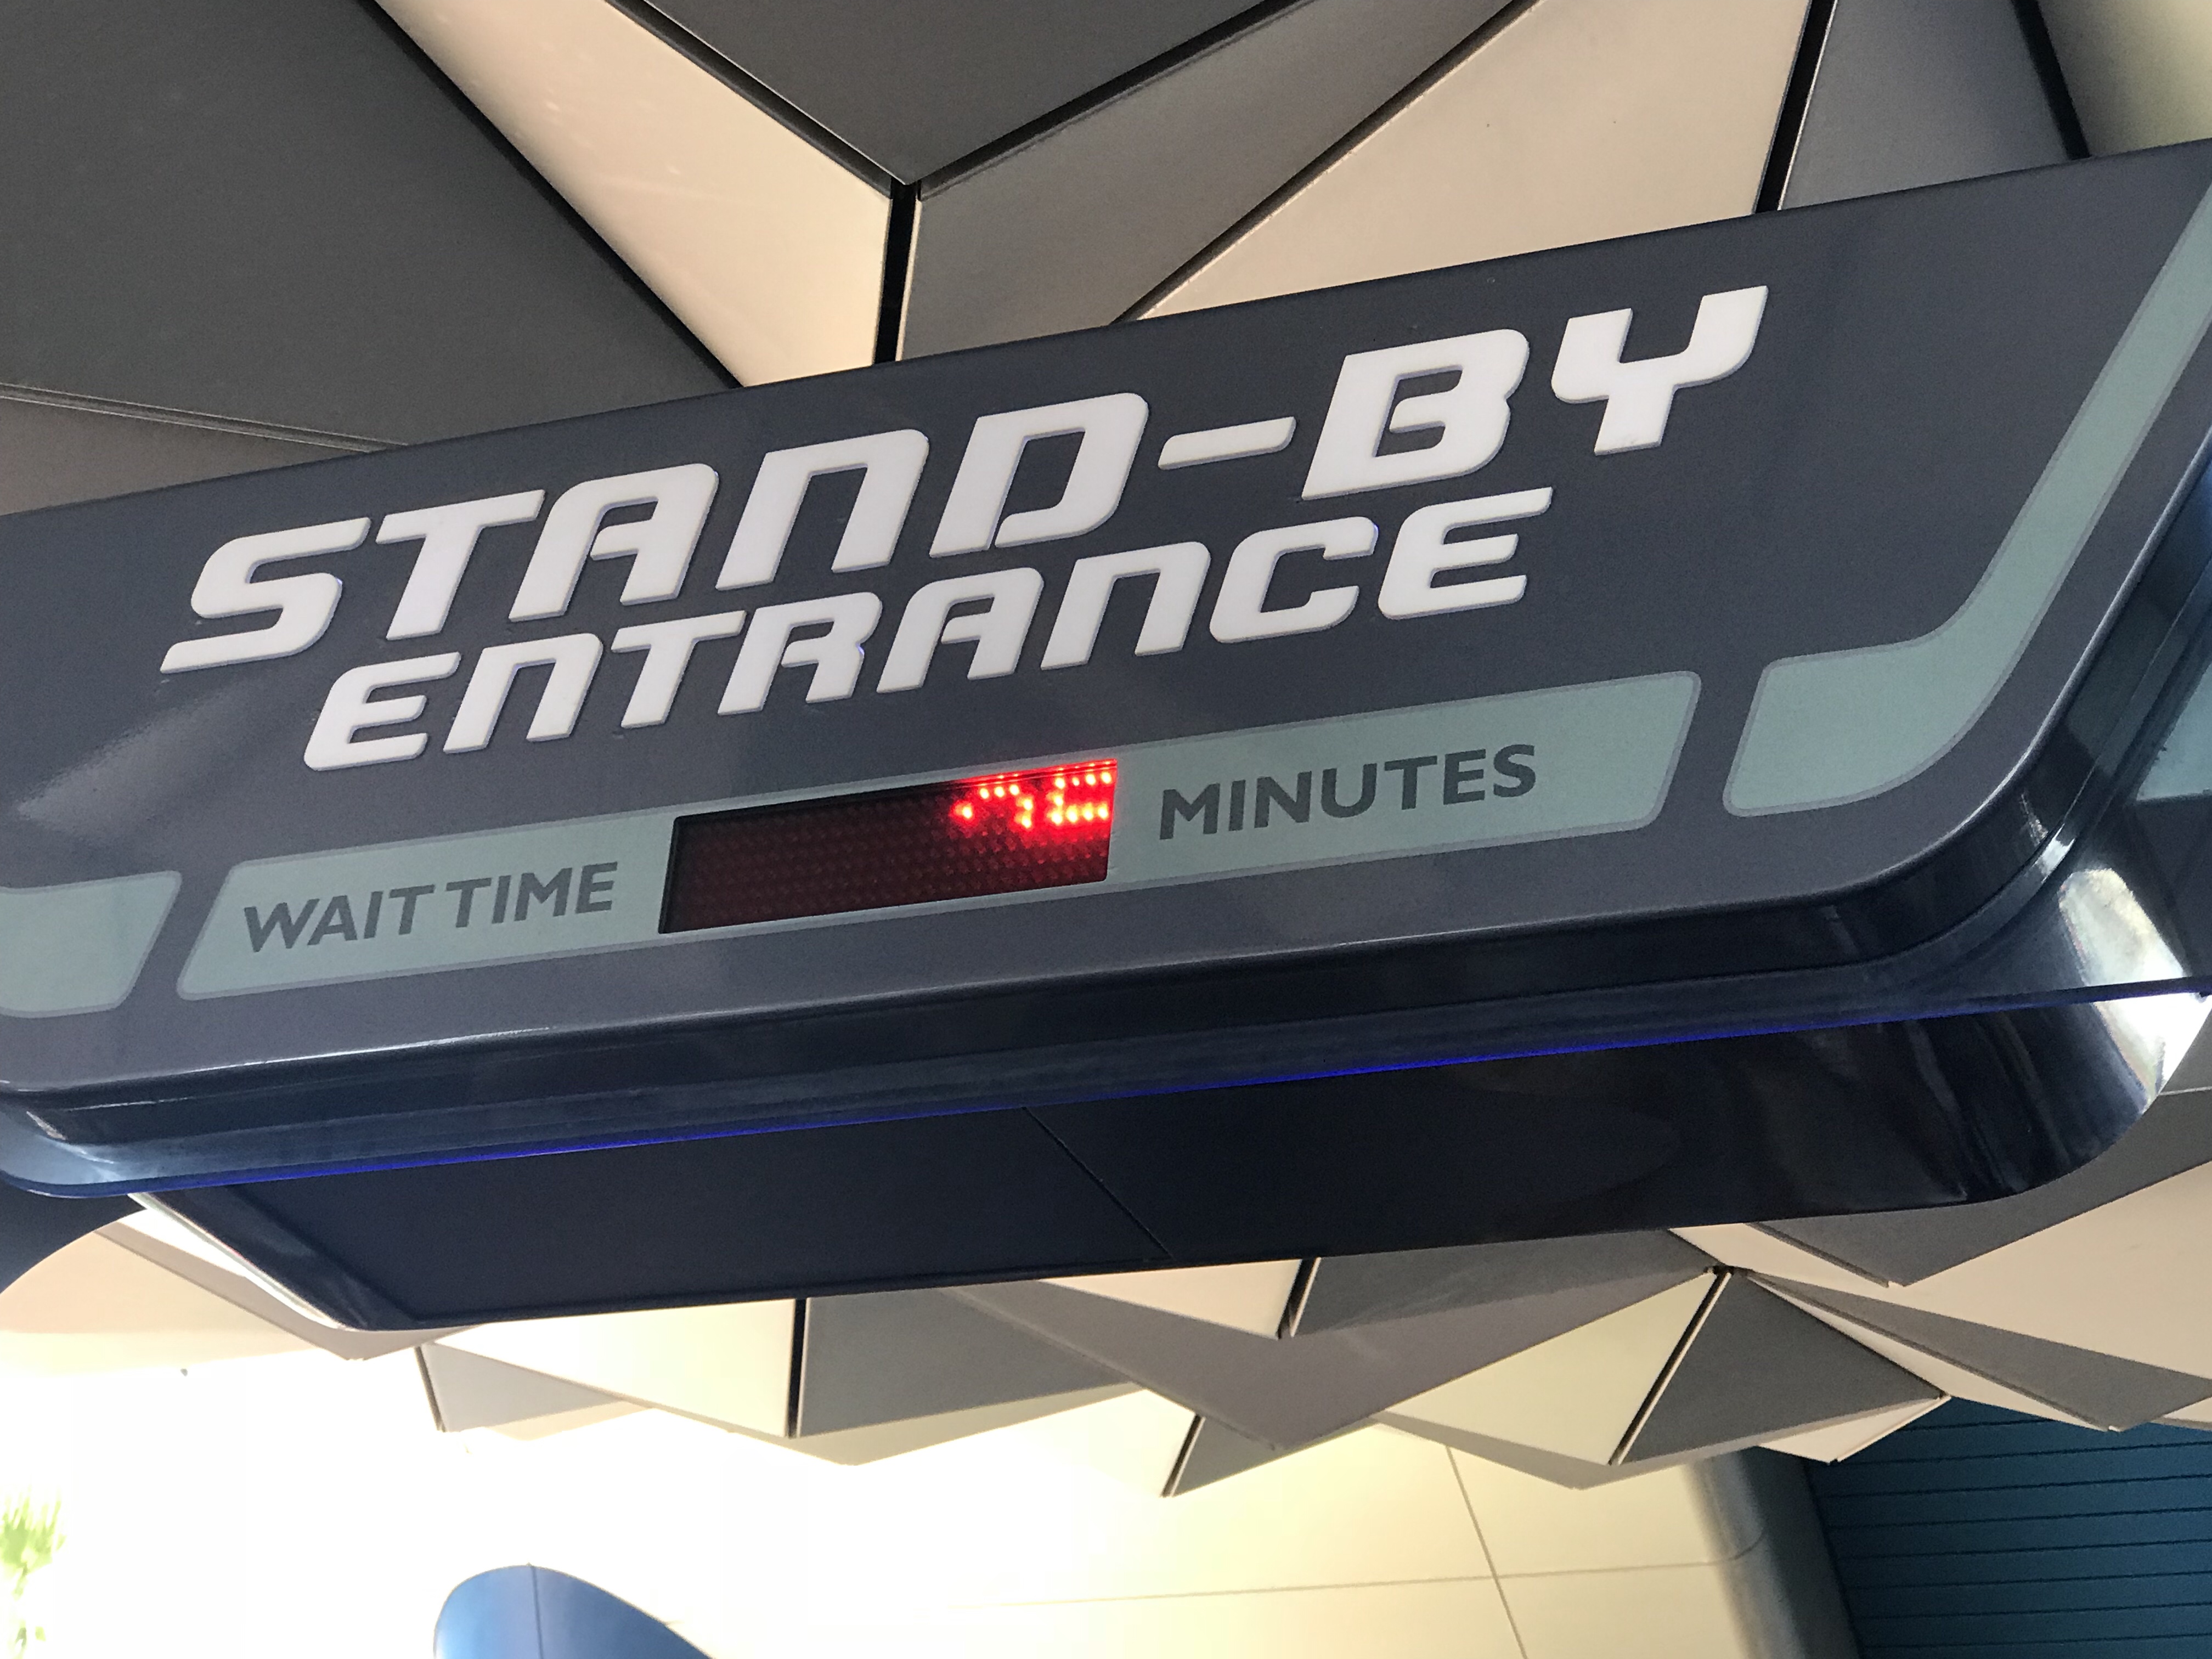 STAND-BY
ENTRANCE
WAIT TIME MINUTES